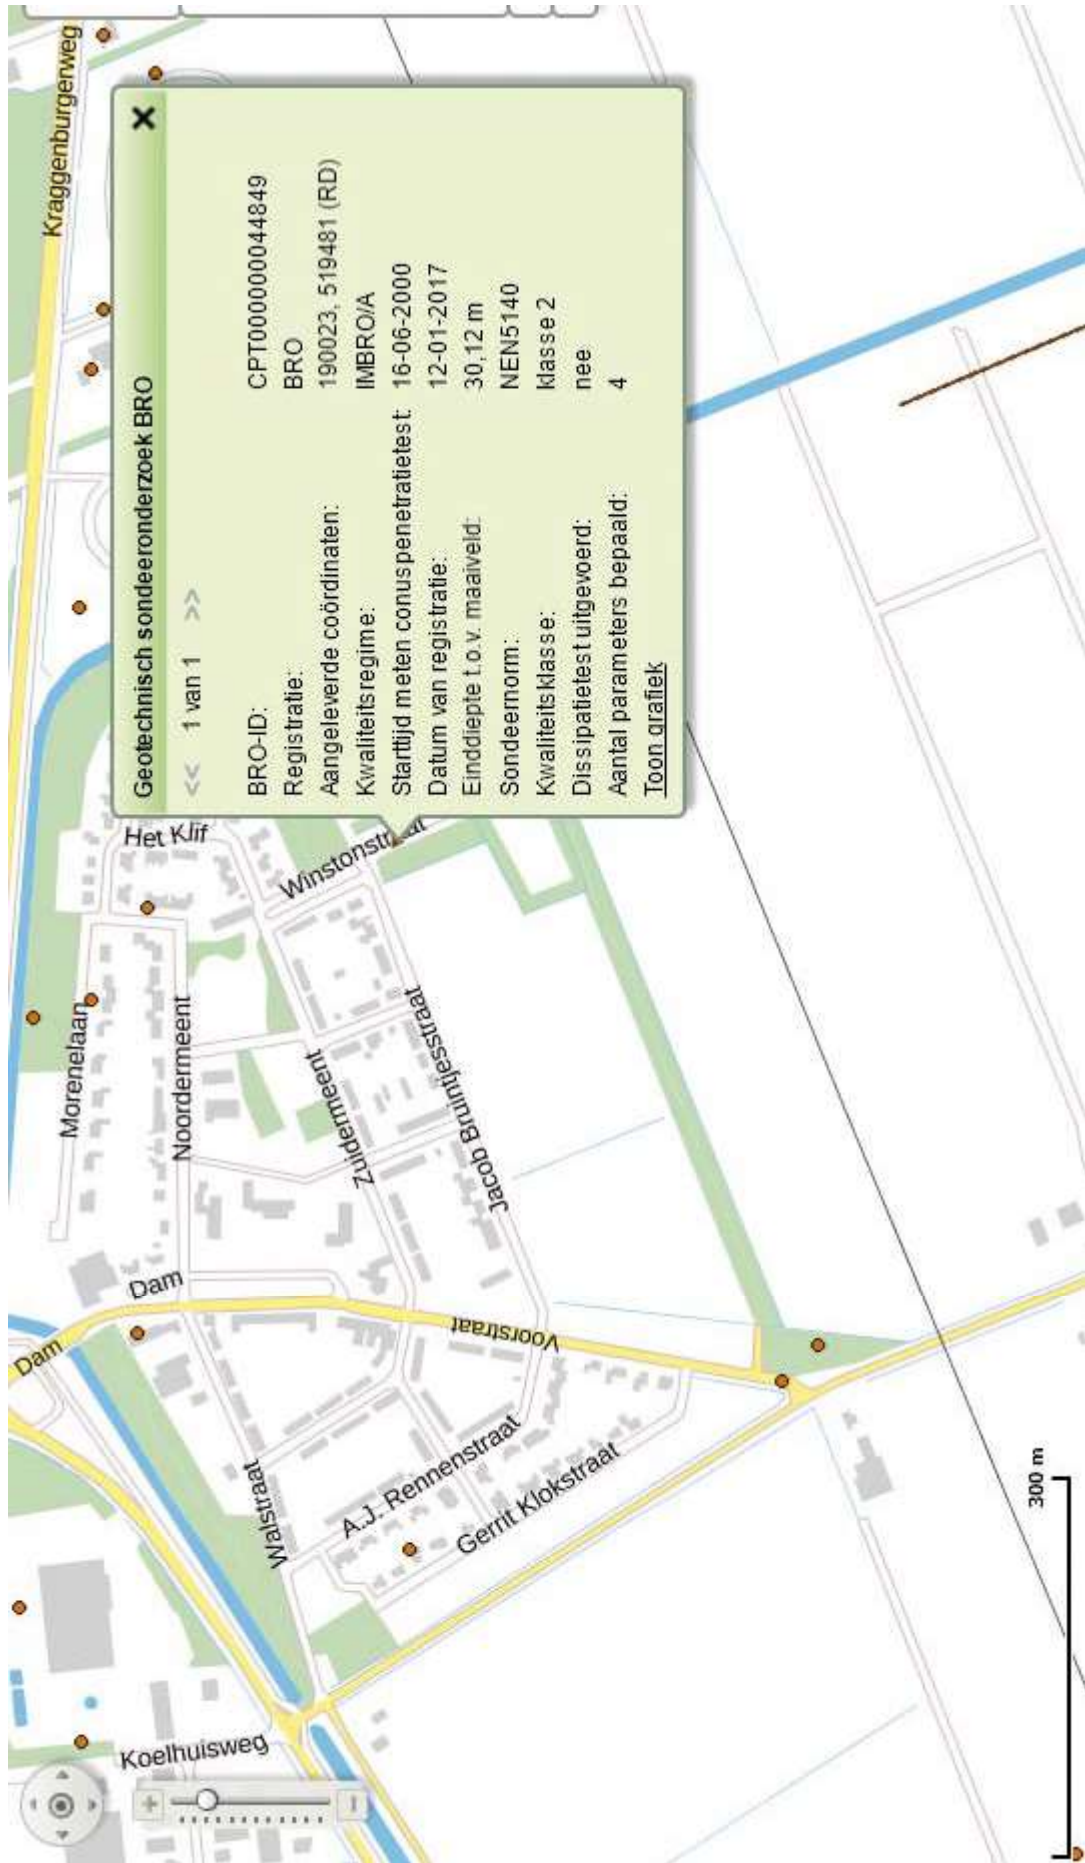 Kraggenburgerweg
Geotechnisch sondeeronderzoek BRO
<< 1 van 1 >>
BRO-ID: CPT000000044849
Registratie: BRO
Aangeleverde coördinaten: 190023, 519481 (RD)
Kwaliteitsregime: IMBRO/A
Starttijd meten conuspenetratietest: 16-06-2000
Datum van registratie: 12-01-2017
Einddiepte t.o.v. maaiveld: 30,12 m
Sondeernorm: NEN5140
Kwaliteitsklasse: klasse 2
Dissipatietest uitgevoerd: nee
Aantal parameters bepaald: 4
Toon grafiek
Het Klif
Winstonstraat
Morenelaan
Noordermeent
Zuidermeent
Jacob Bruintjesstraat
Dam
Dam
Voorstraat
Walstraat
A.J. Rennenstraat
Gerrit Klokstraat
Koelhuisweg
300 m